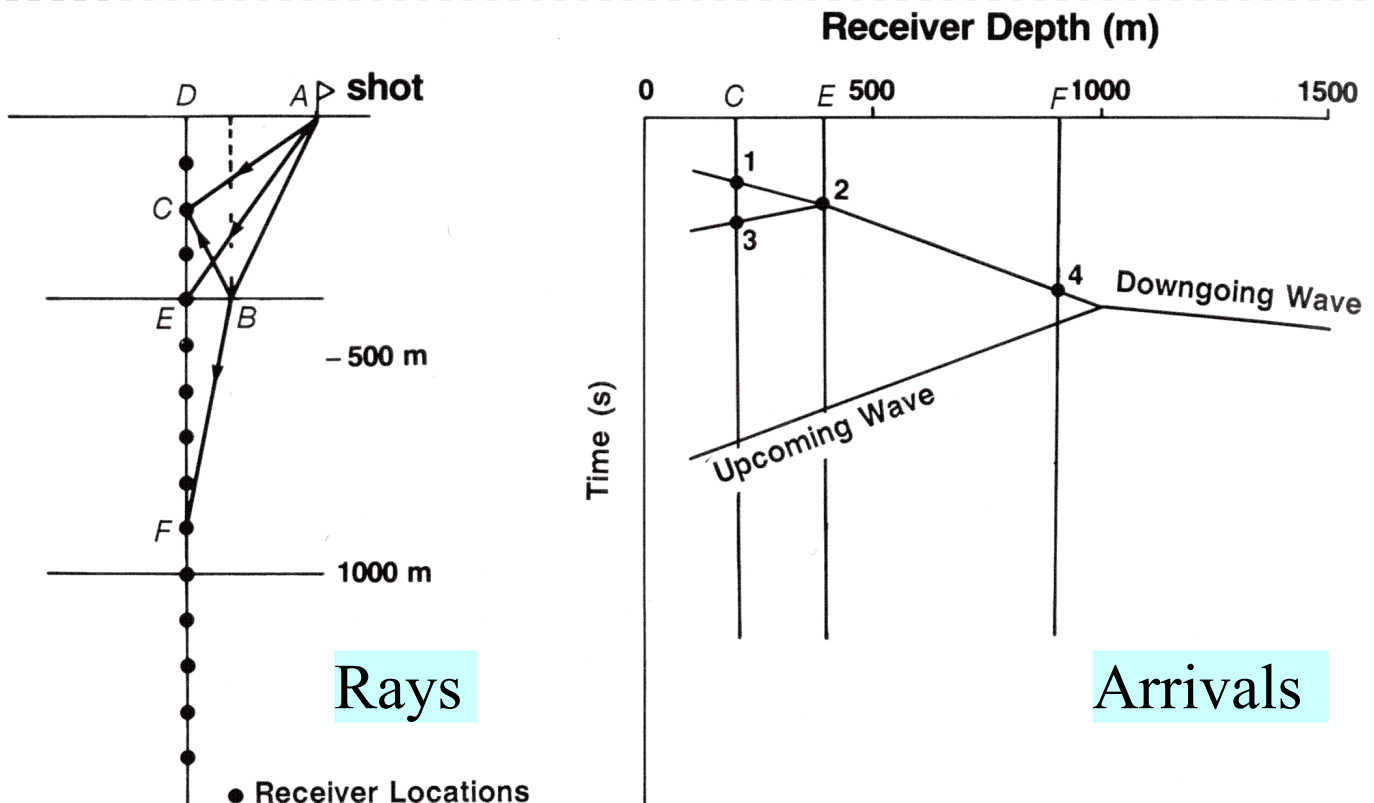 Receiver Depth (m)
D A shot
0 C E 500 F 1000 1500
1
2
C
3
4 Downgoing Wave
E B
– 500 m
Time (s)
Upcoming Wave
F
1000 m
Rays
Arrivals
Receiver Locations